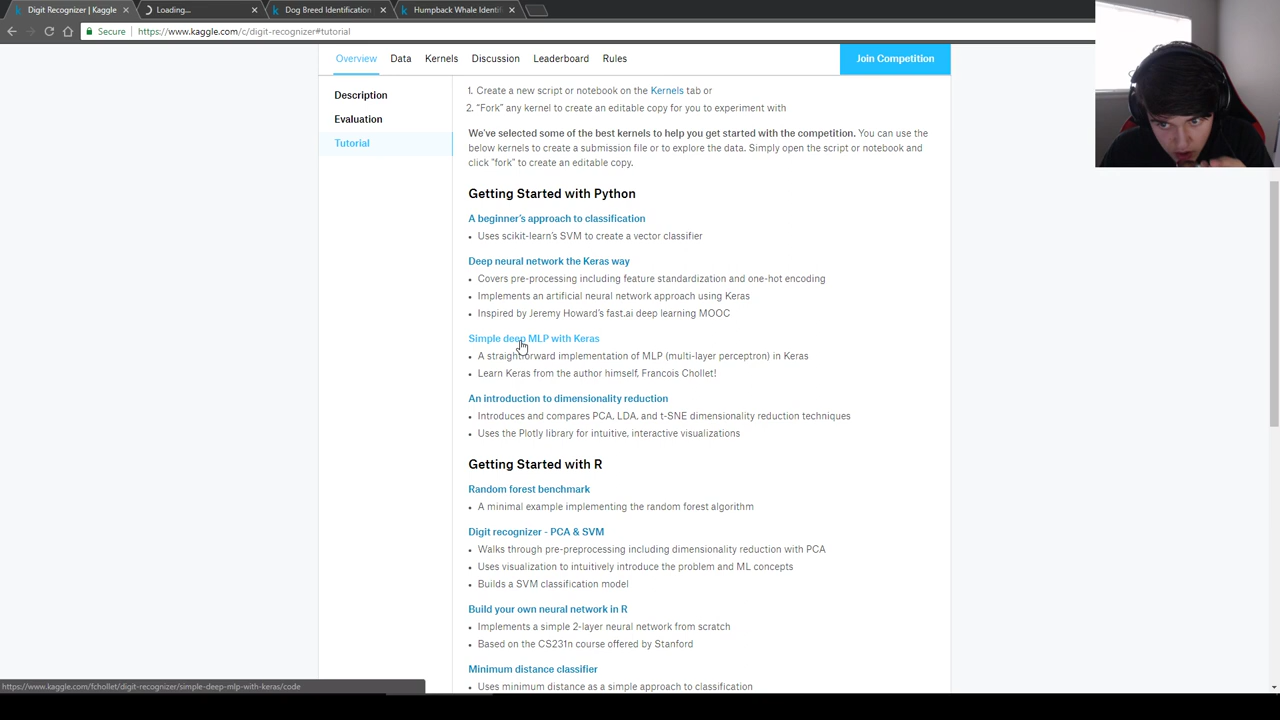 Digit Recognizer | Kaggle
Loading...
Dog Breed Identification
Humpback Whale Identif
Secure
https://www.kaggle.com/c/digit-recognizer#tutorial
Overview Data Kernels Discussion Leaderboard Rules Join Competition
Description
Evaluation
Tutorial
1. Create a new script or notebook on the Kernels tab or
2. "Fork" any kernel to create an editable copy for you to experiment with
We've selected some of the best kernels to help you get started with the competition. You can use the
below kernels to create a submission file or to explore the data. Simply open the script or notebook and
click "fork" to create an editable copy.
Getting Started with Python
A beginner's approach to classification
• Uses scikit-learn's SVM to create a vector classifier
Deep neural network the Keras way
• Covers pre-processing including feature standardization and one-hot encoding
• Implements an artificial neural network approach using Keras
• Inspired by Jeremy Howard's fast.ai deep learning MOOC
Simple deep MLP with Keras
• A straightforward implementation of MLP (multi-layer perceptron) in Keras
• Learn Keras from the author himself, Francois Chollet!
An introduction to dimensionality reduction
• Introduces and compares PCA, LDA, and t-SNE dimensionality reduction techniques
• Uses the Plotly library for intuitive, interactive visualizations
Getting Started with R
Random forest benchmark
• A minimal example implementing the random forest algorithm
Digit recognizer - PCA & SVM
• Walks through pre-preprocessing including dimensionality reduction with PCA
• Uses visualization to intuitively introduce the problem and ML concepts
• Builds a SVM classification model
Build your own neural network in R
• Implements a simple 2-layer neural network from scratch
• Based on the CS231n course offered by Stanford
Minimum distance classifier
• Uses minimum distance as a simple approach to classification
https://www.kaggle.com/fchollet/digit-recognizer/simple-deep-mlp-with-keras/code